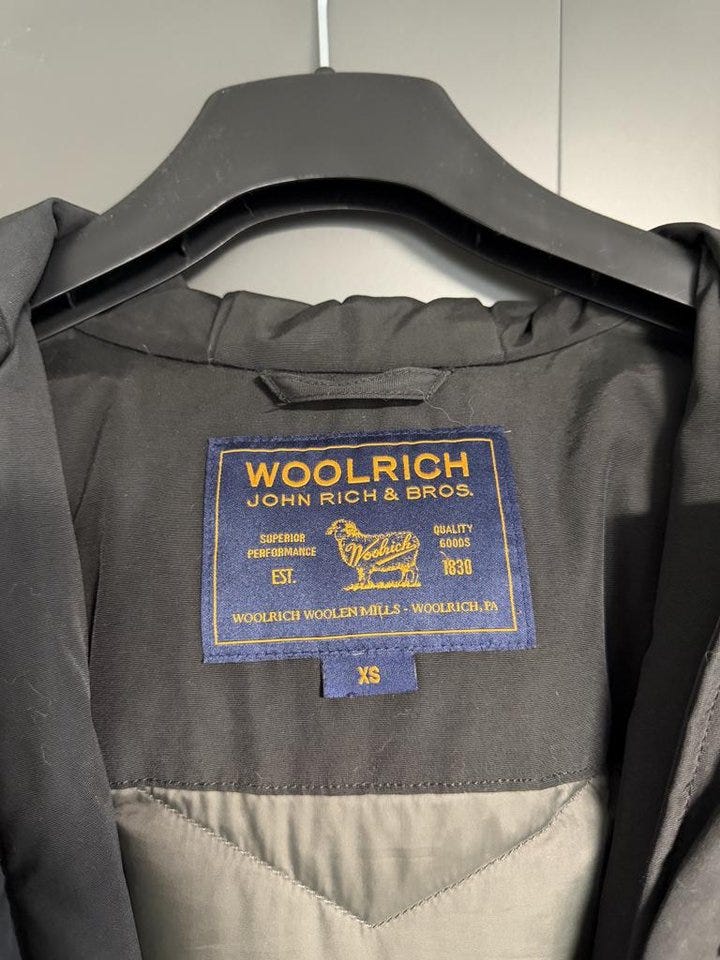 WOOLRICH
JOHN RICH & BROS.
SUPERIOR
PERFORMANCE
EST.
Woolrich
QUALITY
GOODS
1830
WOOLRICH WOOLEN MILLS - WOOLRICH, PA
XS